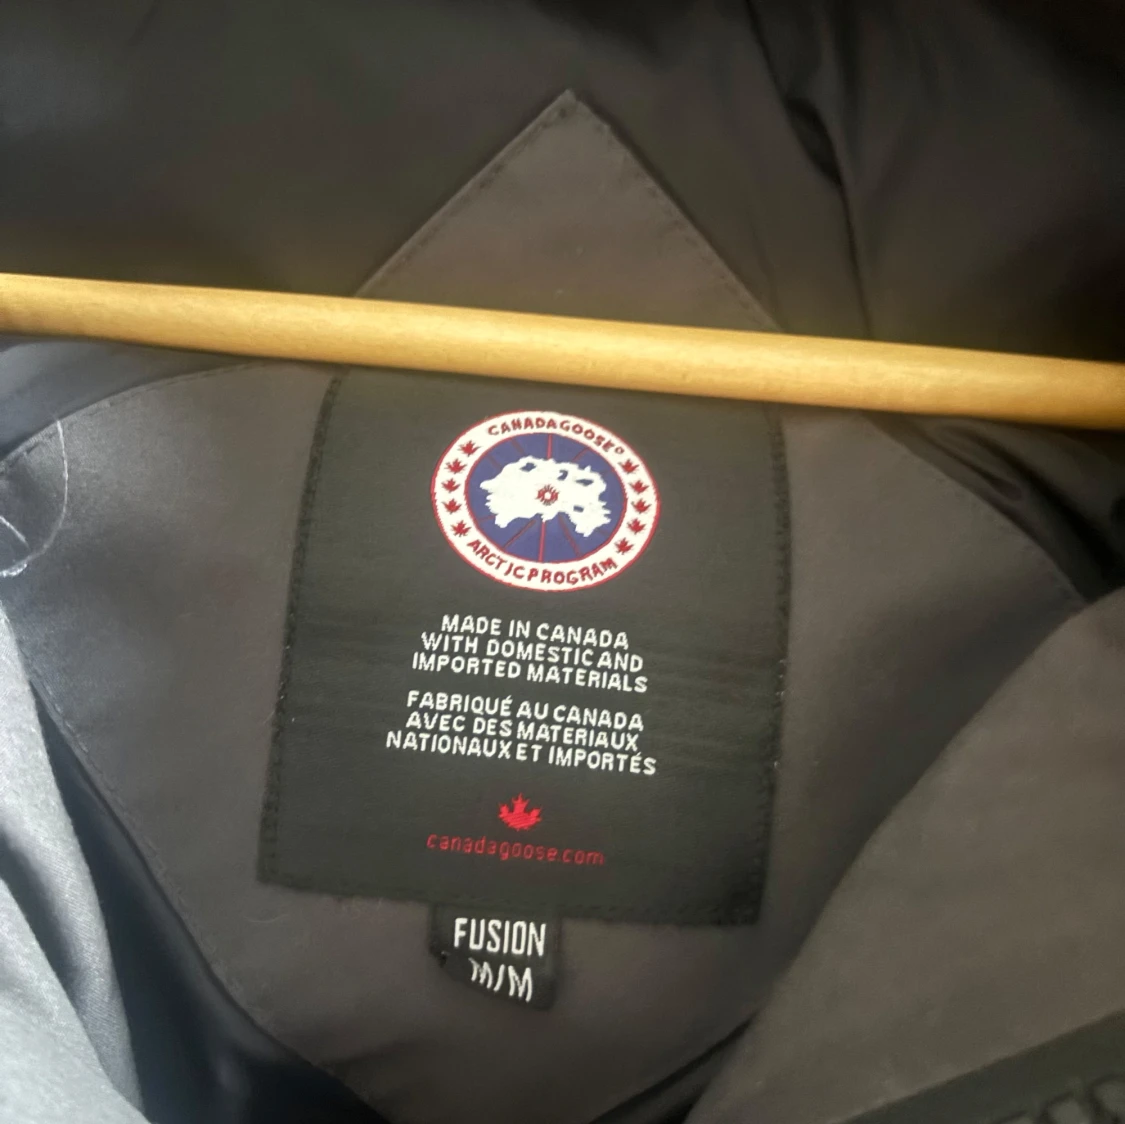 CANADA GOOSE®
ARCTIC PROGRAM
MADE IN CANADA
WITH DOMESTIC AND
IMPORTED MATERIALS
FABRIQUÉ AU CANADA
AVEC DES MATERIAUX
NATIONAUX ET IMPORTÉS
canadagoose.com
FUSION
M/M